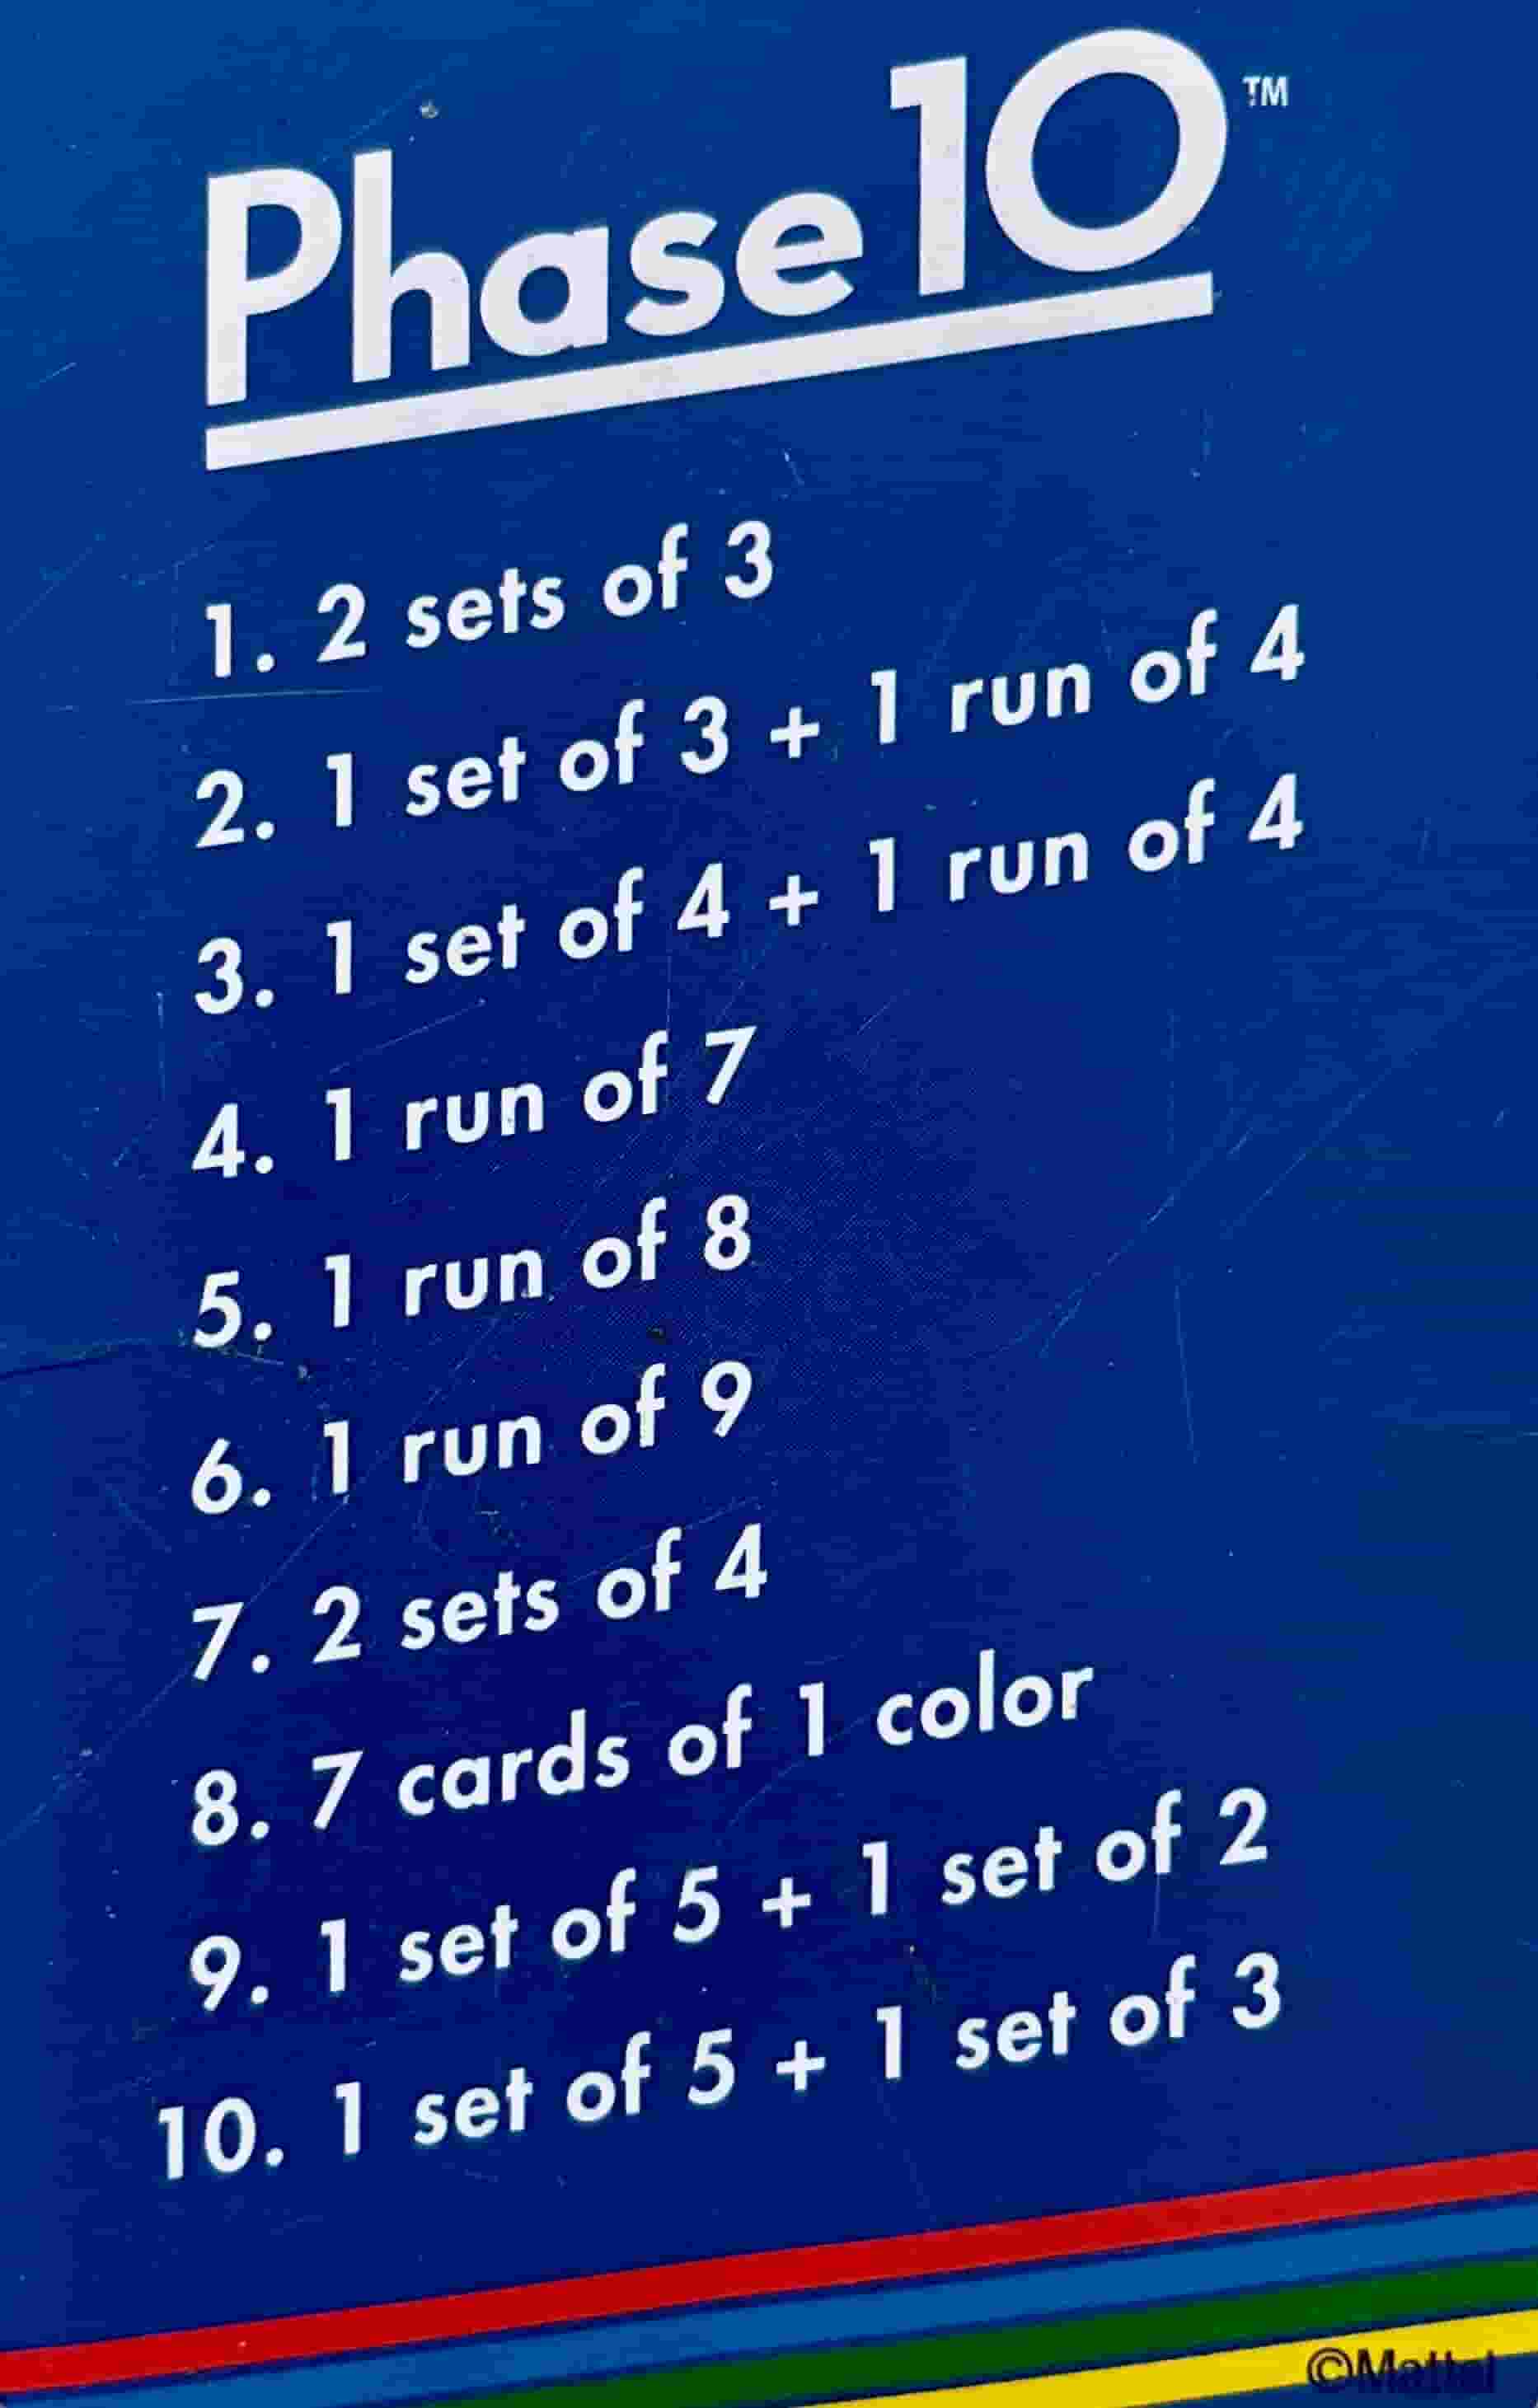 Phase 10™
1. 2 sets of 3
2. 1 set of 3 + 1 run of 4
3. 1 set of 4 + 1 run of 4
4. 1 run of 7
5. 1 run of 8
6. 1 run of 9
7. 2 sets of 4
8. 7 cards of 1 color
9. 1 set of 5 + 1 set of 2
10. 1 set of 5 + 1 set of 3
©Mattel